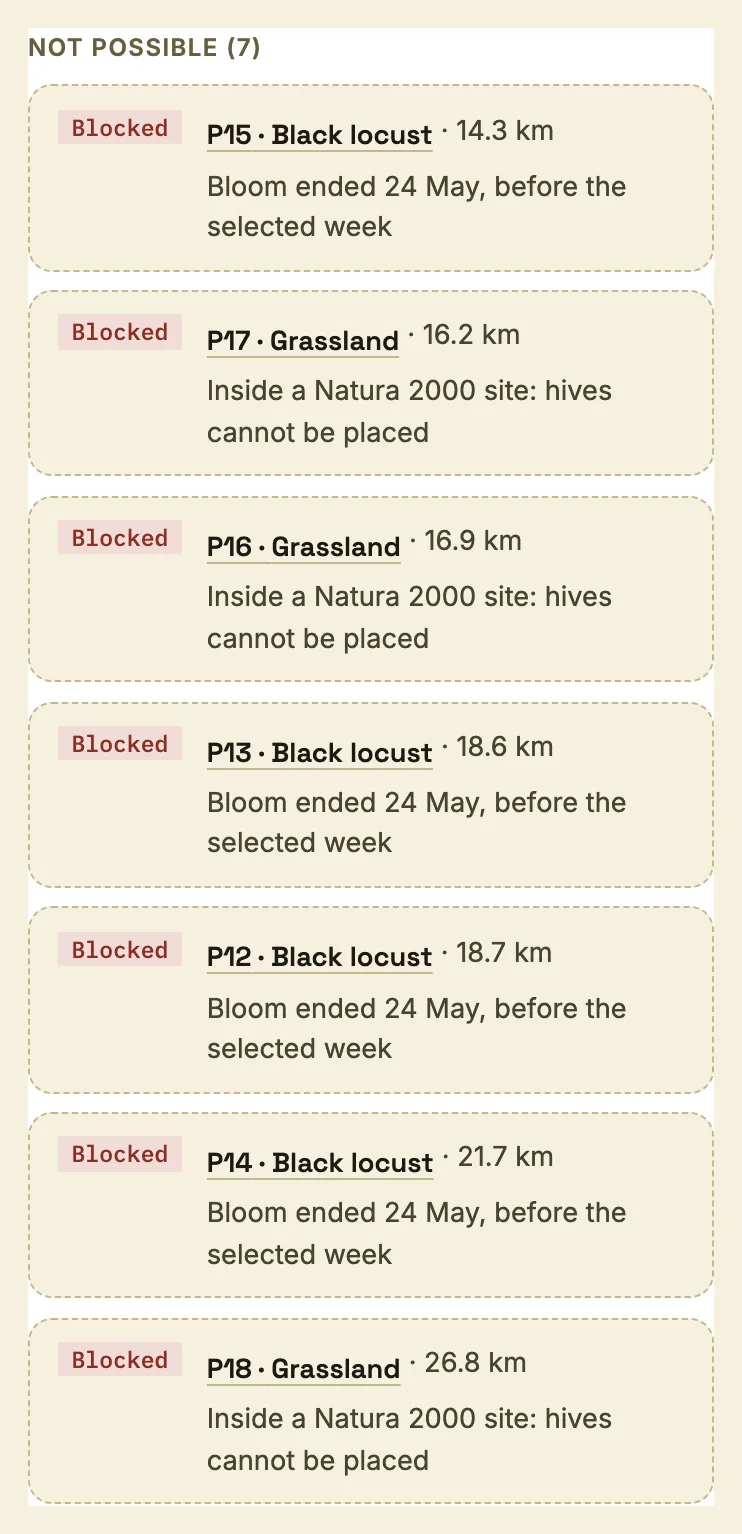 NOT POSSIBLE (7)
Blocked P15 · Black locust · 14.3 km
Bloom ended 24 May, before the
selected week
Blocked P17 · Grassland · 16.2 km
Inside a Natura 2000 site: hives
cannot be placed
Blocked P16 · Grassland · 16.9 km
Inside a Natura 2000 site: hives
cannot be placed
Blocked P13 · Black locust · 18.6 km
Bloom ended 24 May, before the
selected week
Blocked P12 · Black locust · 18.7 km
Bloom ended 24 May, before the
selected week
Blocked P14 · Black locust · 21.7 km
Bloom ended 24 May, before the
selected week
Blocked P18 · Grassland · 26.8 km
Inside a Natura 2000 site: hives
cannot be placed